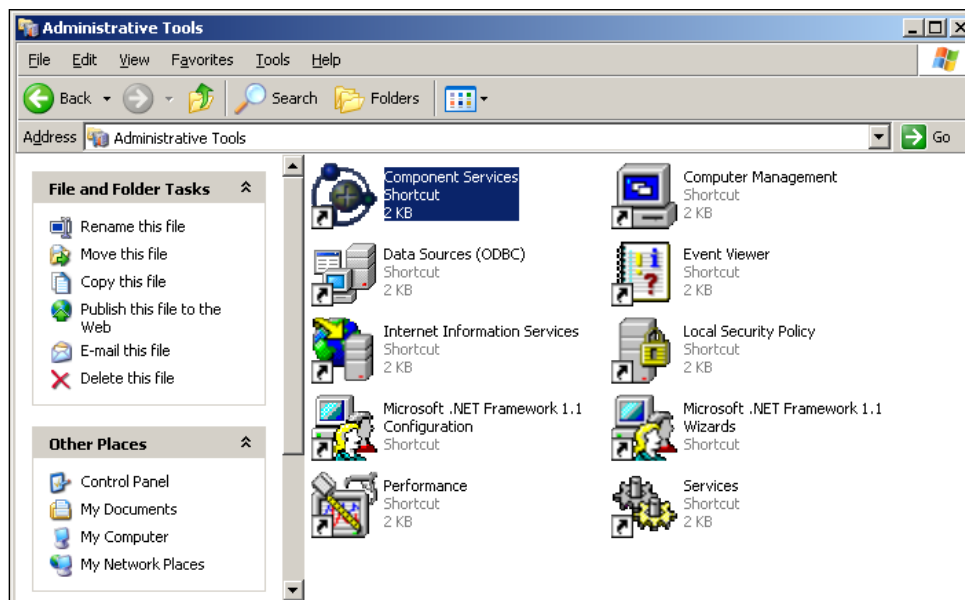 Administrative Tools
File Edit View Favorites Tools Help
Back Search Folders
Address Administrative Tools Go
File and Folder Tasks
Rename this file
Move this file
Copy this file
Publish this file to the
Web
E-mail this file
Delete this file
Other Places
Control Panel
My Documents
My Computer
My Network Places
Component Services
Shortcut
2 KB
Computer Management
Shortcut
2 KB
Data Sources (ODBC)
Shortcut
2 KB
Event Viewer
Shortcut
2 KB
Internet Information Services
Shortcut
2 KB
Local Security Policy
Shortcut
2 KB
Microsoft .NET Framework 1.1
Configuration
Shortcut
Microsoft .NET Framework 1.1
Wizards
Shortcut
Performance
Shortcut
2 KB
Services
Shortcut
2 KB